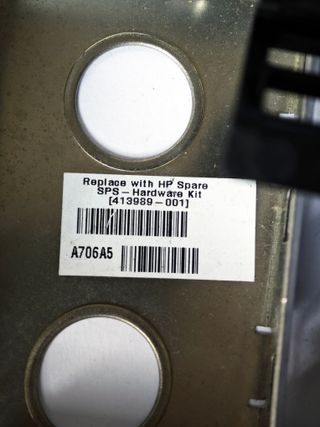 Replace with HP Spare
SPS-Hardware Kit
[413989-001]
A706A5